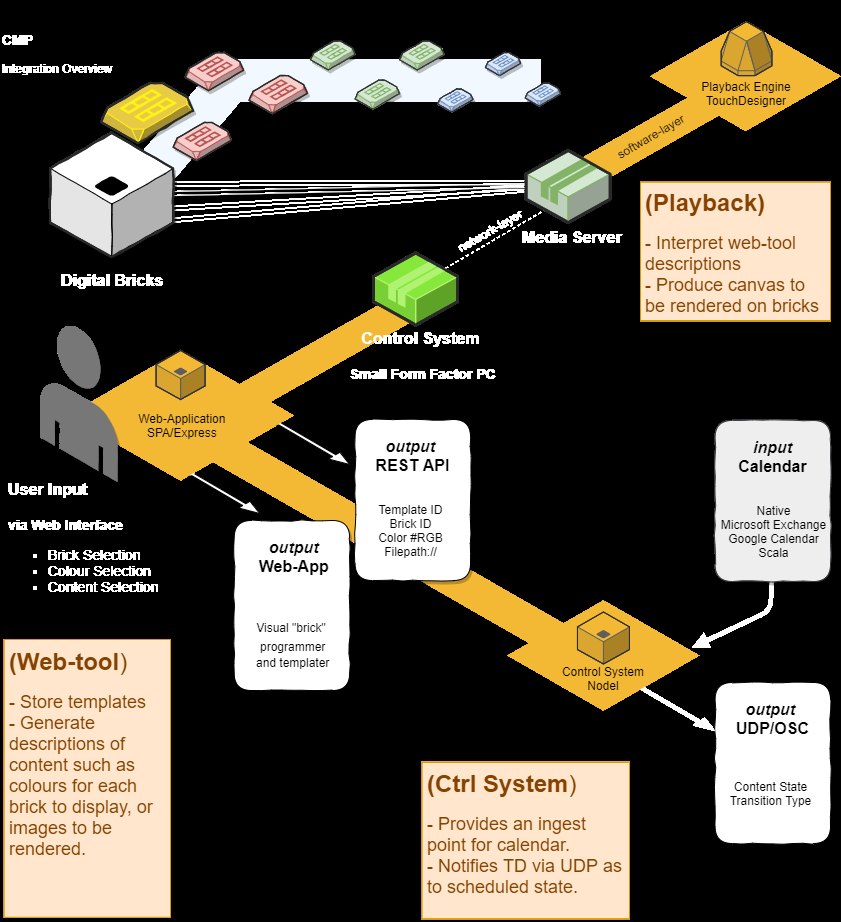 CMP
Integration Overview
Playback Engine
TouchDesigner
software-layer
(Playback)
- Interpret web-tool
descriptions
- Produce canvas to
be rendered on bricks
network-layer
Media Server
Digital Bricks
Control System
Small Form Factor PC
Web-Application
SPA/Express
User Input
via Web Interface
• Brick Selection
• Colour Selection
• Content Selection
output
REST API
Template ID
Brick ID
Color #RGB
Filepath://
input
Calendar
Native
Microsoft Exchange
Google Calendar
Scala
output
Web-App
Visual "brick"
programmer
and templater
Control System
Nodel
(Web-tool)
- Store templates
- Generate
descriptions of
content such as
colours for each
brick to display, or
images to be
rendered.
output
UDP/OSC
Content State
Transition Type
(Ctrl System)
- Provides an ingest
point for calendar.
- Notifies TD via UDP as
to scheduled state.